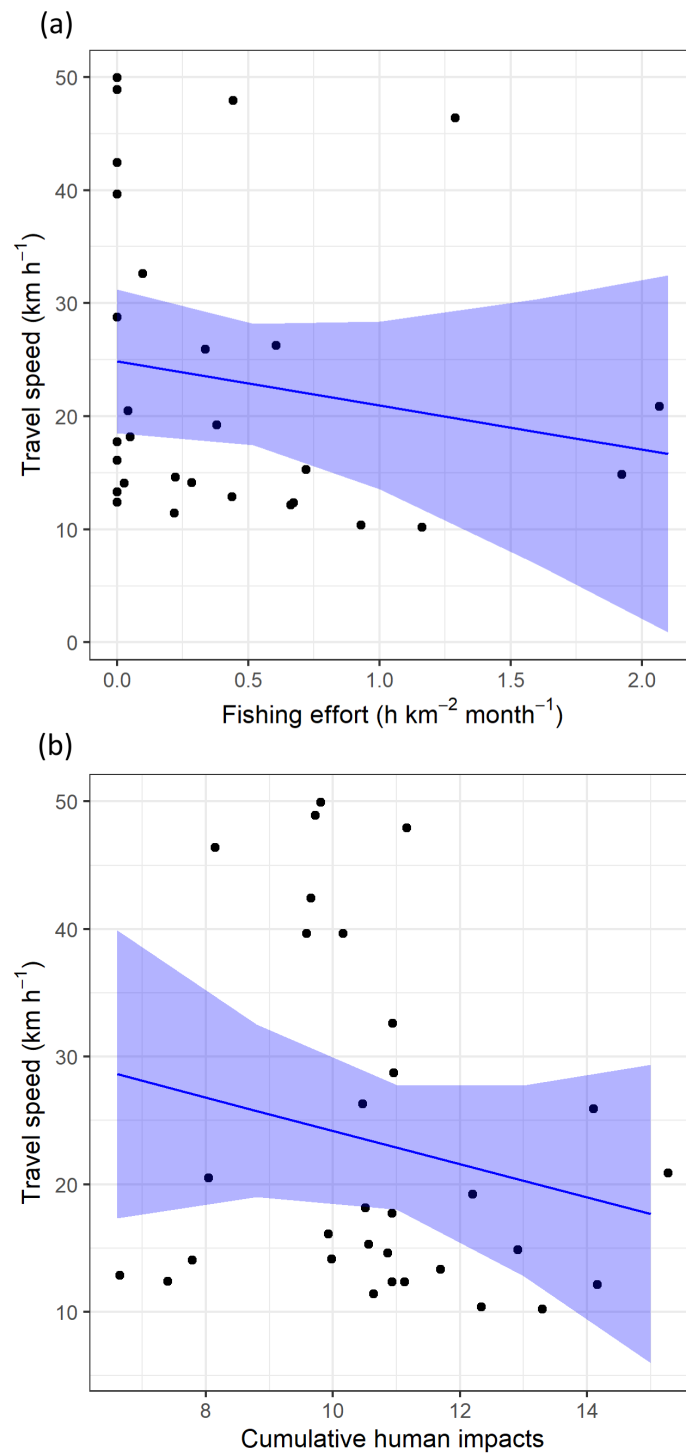 (a)
50
40
30
20
10
0
Travel speed (km h⁻¹)
0.0 0.5 1.0 1.5 2.0
Fishing effort (h km⁻² month⁻¹)
(b)
50
40
30
20
10
Travel speed (km h⁻¹)
8 10 12 14
Cumulative human impacts